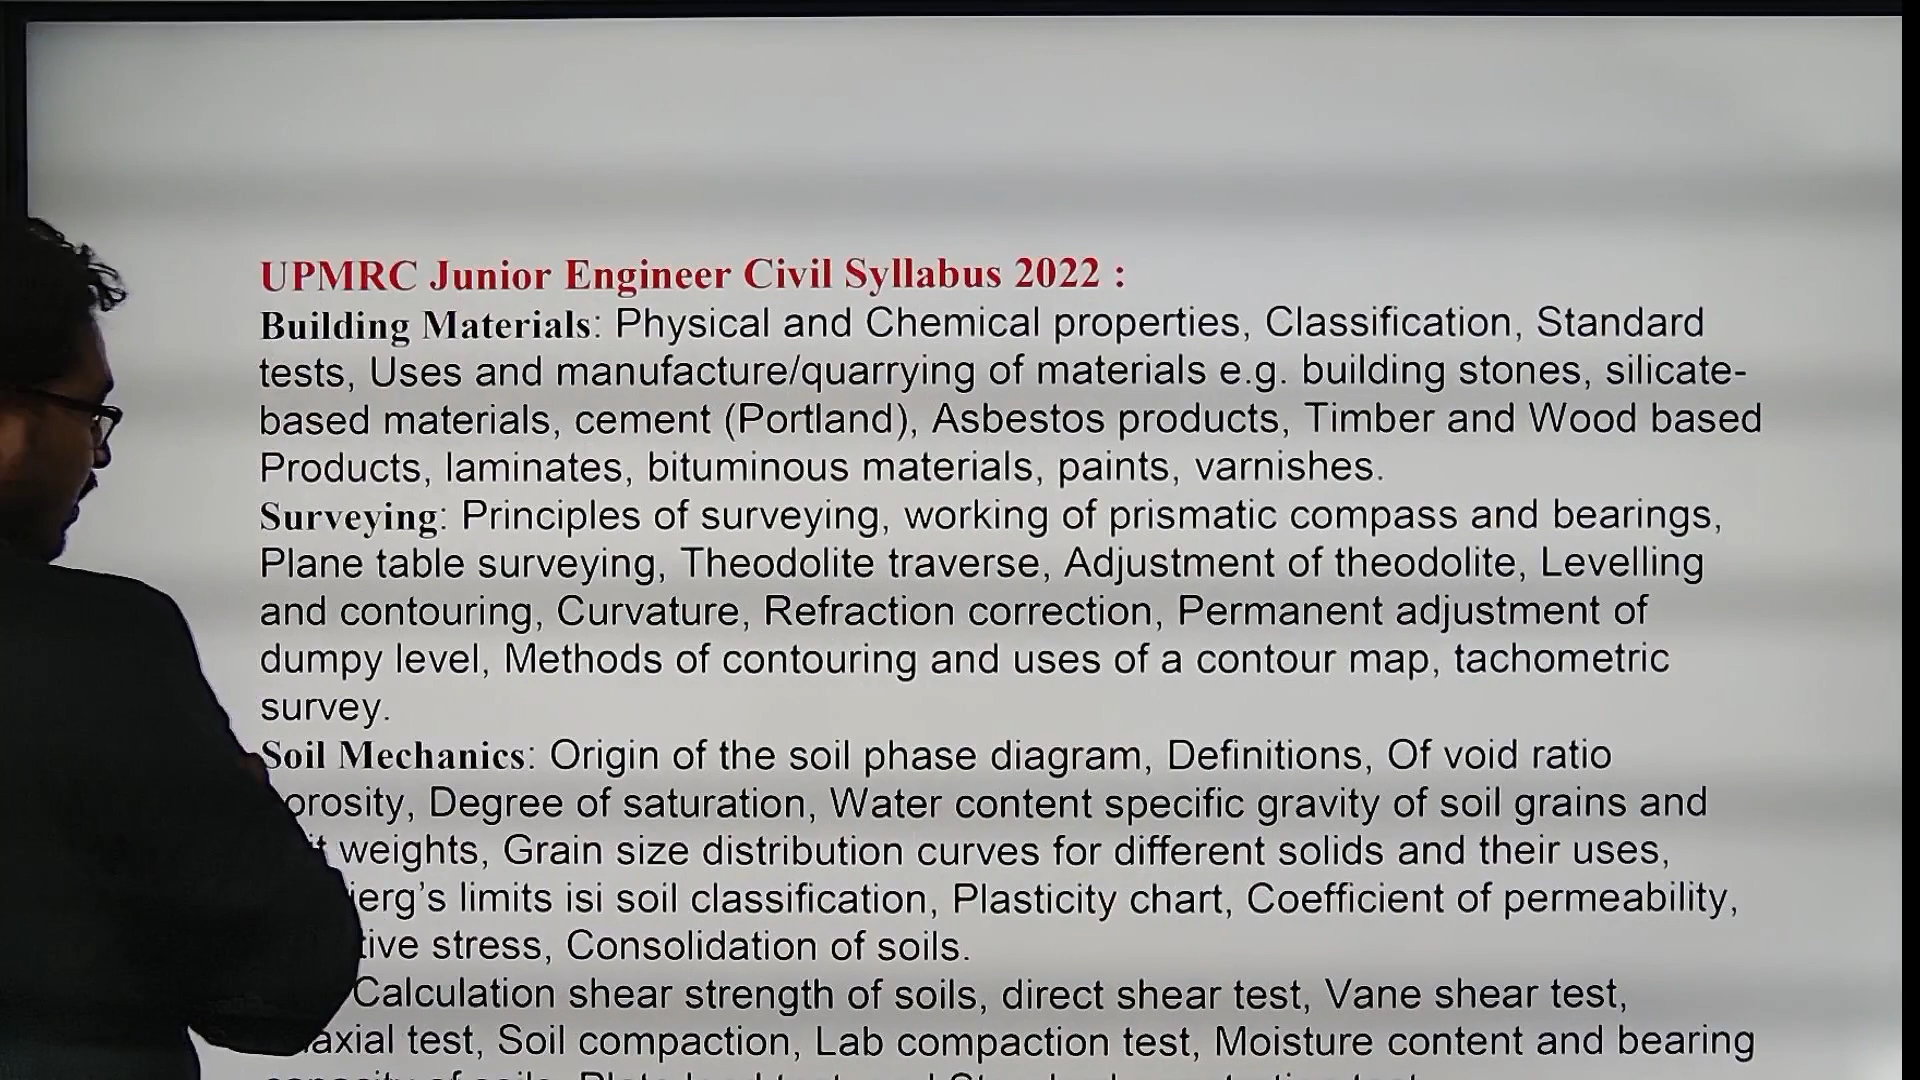 UPMRC Junior Engineer Civil Syllabus 2022 :
Building Materials: Physical and Chemical properties, Classification, Standard
tests, Uses and manufacture/quarrying of materials e.g. building stones, silicate-
based materials, cement (Portland), Asbestos products, Timber and Wood based
Products, laminates, bituminous materials, paints, varnishes.
Surveying: Principles of surveying, working of prismatic compass and bearings,
Plane table surveying, Theodolite traverse, Adjustment of theodolite, Levelling
and contouring, Curvature, Refraction correction, Permanent adjustment of
dumpy level, Methods of contouring and uses of a contour map, tachometric
survey.
Soil Mechanics: Origin of the soil phase diagram, Definitions, Of void ratio
orosity, Degree of saturation, Water content specific gravity of soil grains and
weights, Grain size distribution curves for different solids and their uses,
erg’s limits isi soil classification, Plasticity chart, Coefficient of permeability,
tive stress, Consolidation of soils.
Calculation shear strength of soils, direct shear test, Vane shear test,
axial test, Soil compaction, Lab compaction test, Moisture content and bearing